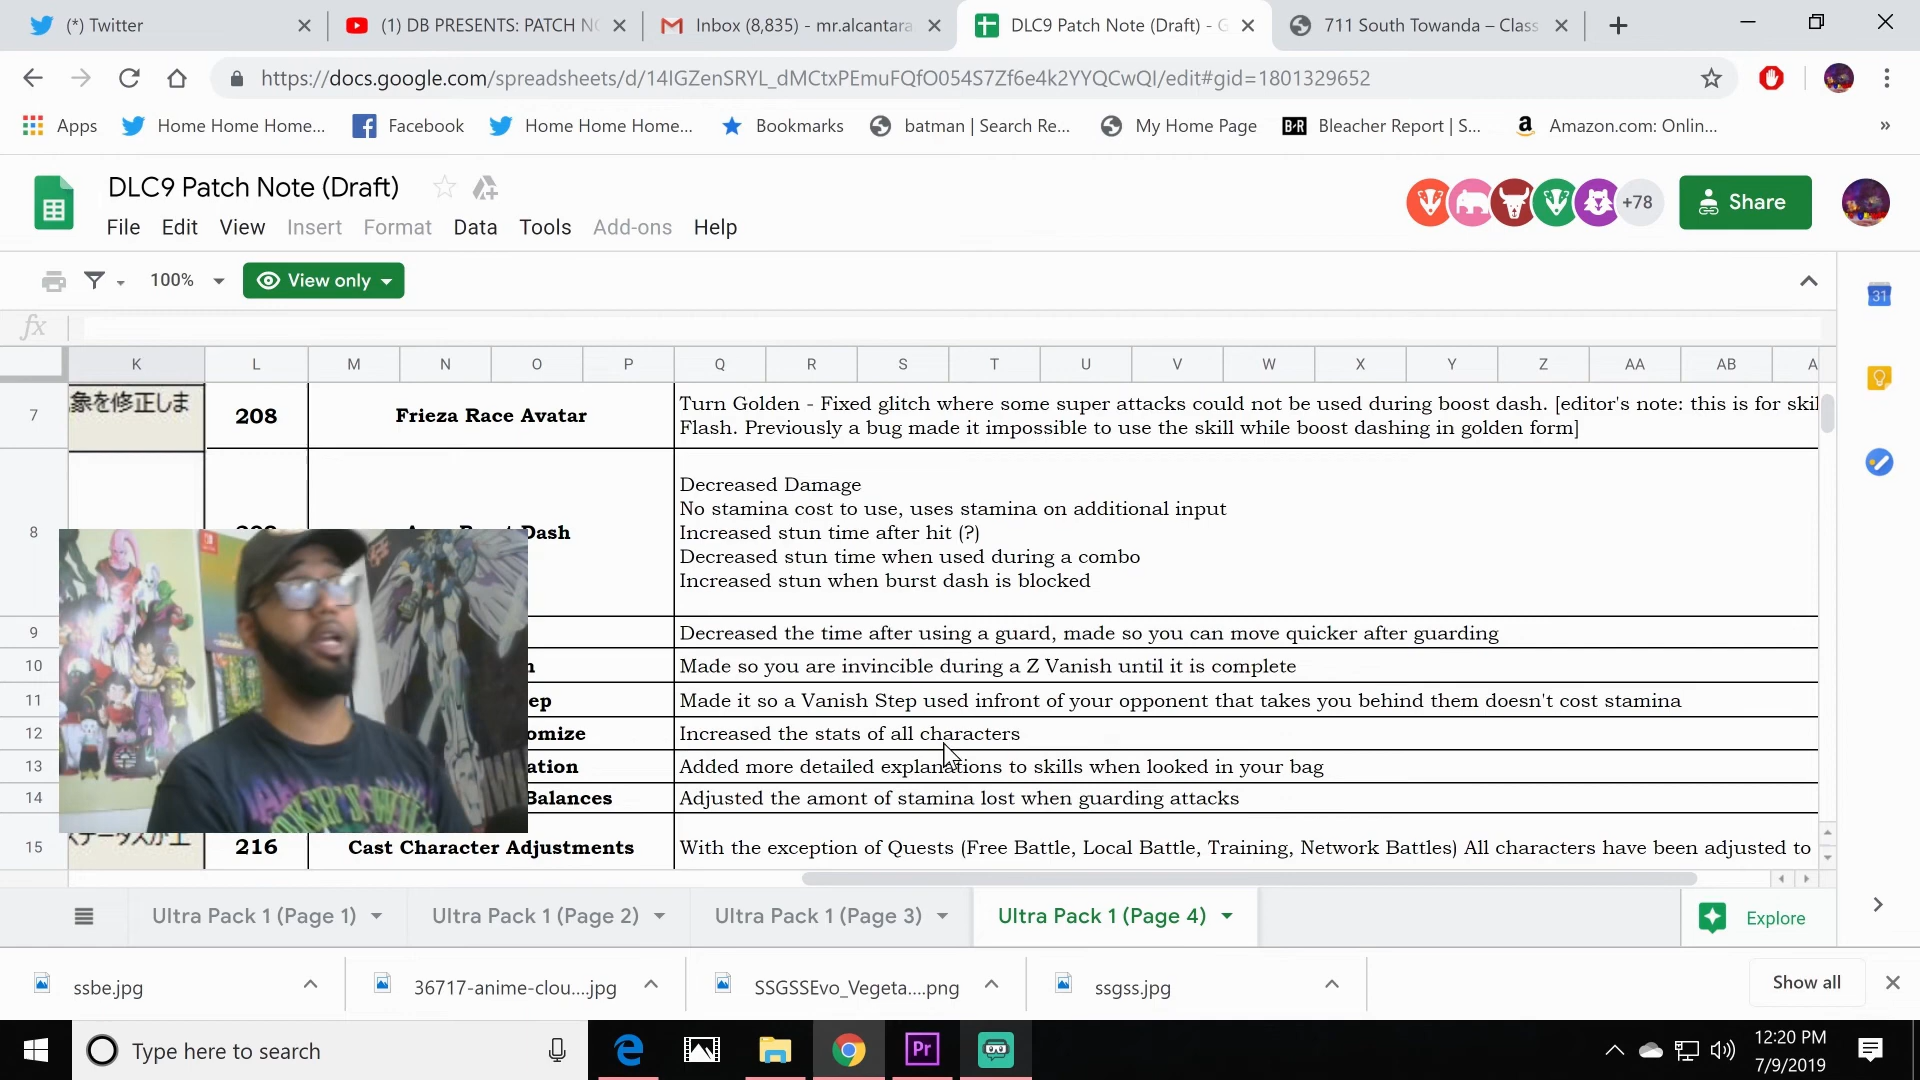 (*) Twitter
(1) DB PRESENTS: PATCH NO
Inbox (8,835) - mr.alcantara
DLC9 Patch Note (Draft) - G
711 South Towanda – Class
https://docs.google.com/spreadsheets/d/14IGZenSRYL_dMCtxPEmuFQfO054S7Zf6e4k2YYQCwQI/edit#gid=1801329652
Apps
Home Home Home...
Facebook
Home Home Home...
Bookmarks
batman | Search Re...
My Home Page
B/R
Bleacher Report | S...
Amazon.com: Onlin...
»
DLC9 Patch Note (Draft)
+78
Share
File Edit View Insert Format Data Tools Add-ons Help
100%
View only
31
fx
K L M N O P Q R S T U V W X Y Z AA AB A
7
象を修正しま
208
Frieza Race Avatar
Turn Golden - Fixed glitch where some super attacks could not be used during boost dash. [editor's note: this is for skil
Flash. Previously a bug made it impossible to use the skill while boost dashing in golden form]
8
Dash
Decreased Damage
No stamina cost to use, uses stamina on additional input
Increased stun time after hit (?)
Decreased stun time when used during a combo
Increased stun when burst dash is blocked
9
Decreased the time after using a guard, made so you can move quicker after guarding
10
n
Made so you are invincible during a Z Vanish until it is complete
11
ep
Made it so a Vanish Step used infront of your opponent that takes you behind them doesn't cost stamina
12
omize
Increased the stats of all characters
13
ation
Added more detailed explanations to skills when looked in your bag
14
Balances
Adjusted the amont of stamina lost when guarding attacks
15
216
Cast Character Adjustments
With the exception of Quests (Free Battle, Local Battle, Training, Network Battles) All characters have been adjusted to
Ultra Pack 1 (Page 1)
Ultra Pack 1 (Page 2)
Ultra Pack 1 (Page 3)
Ultra Pack 1 (Page 4)
Explore
ssbe.jpg
36717-anime-clou....jpg
SSGSSEvo_Vegeta....png
ssgss.jpg
Show all
Type here to search
Pr
12:20 PM
7/9/2019